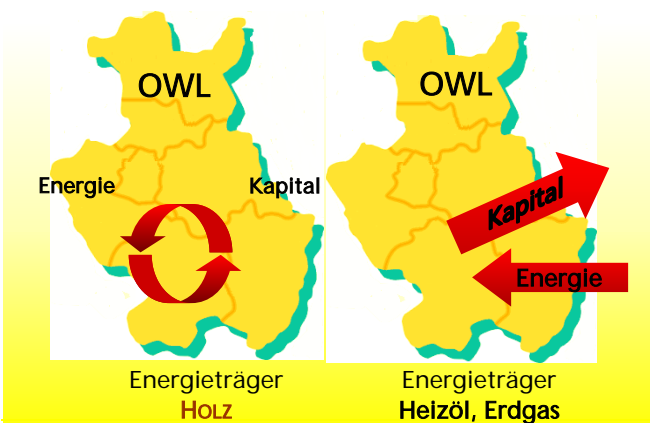 OWL
Energie
Kapital
Energieträger
HOLZ
OWL
Kapital
Energie
Energieträger
Heizöl, Erdgas